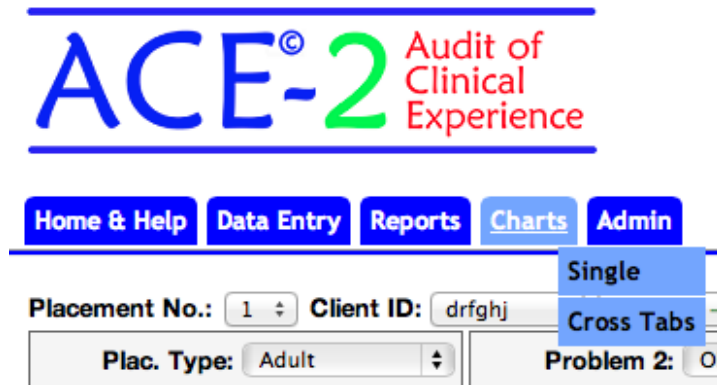 ACE©-2 Audit of
Clinical
Experience
Home & Help Data Entry Reports Charts Admin
Single
Placement No.: 1 Client ID: drfghj
Cross Tabs
Plac. Type: Adult Problem 2: O